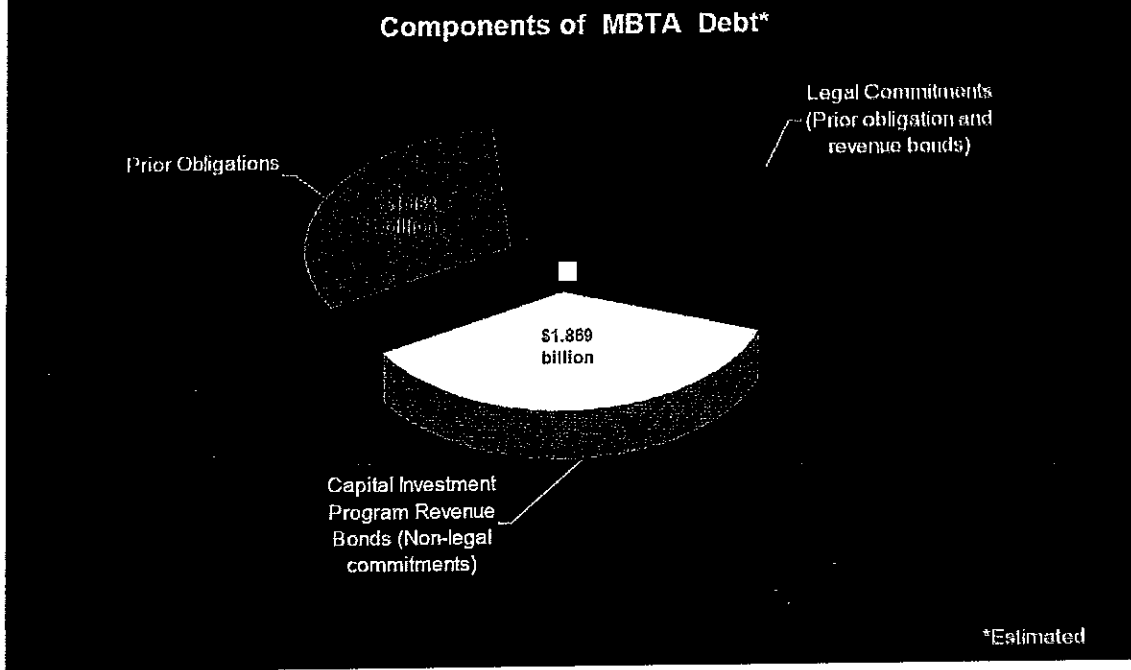 Components of MBTA Debt*
Legal Commitments
(Prior obligation and
revenue bonds)
Prior Obligations
billion
$1.869
billion
Capital Investment
Program Revenue
Bonds (Non-legal
commitments)
*Estimated